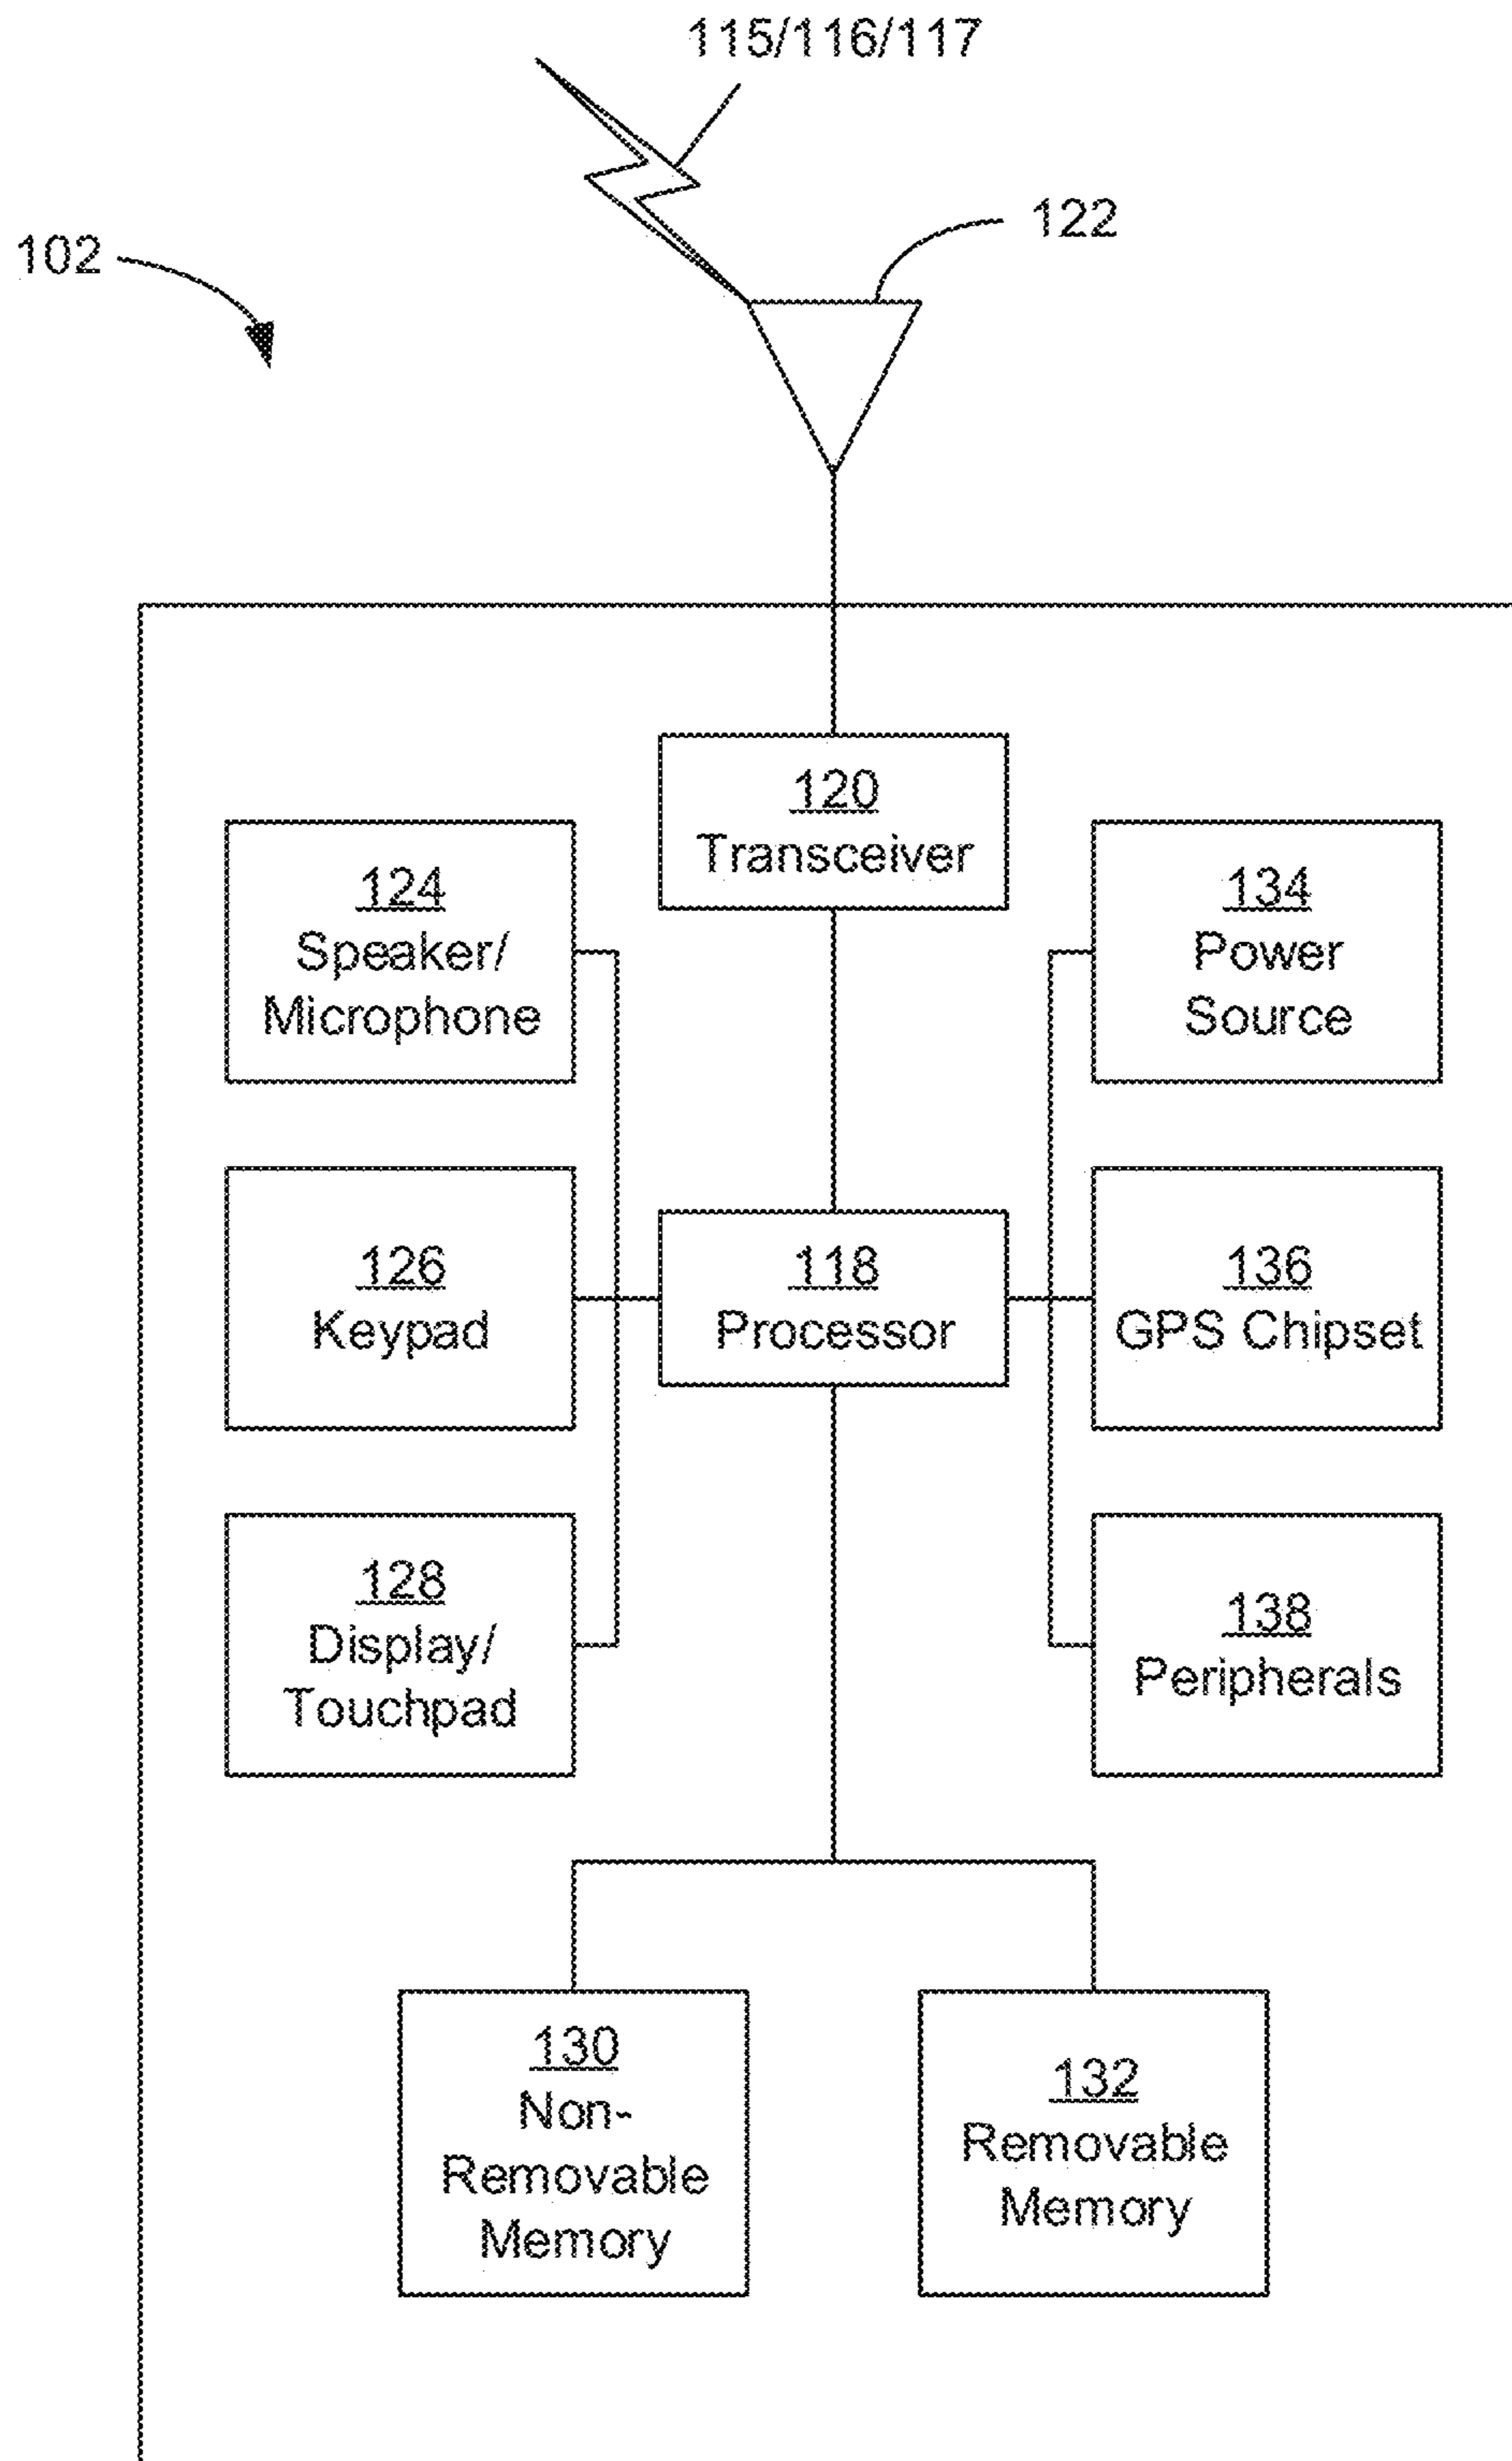 115/116/117
122
102
120
Transceiver
124
Speaker/
Microphone
134
Power
Source
126
Keypad
118
Processor
136
GPS Chipset
128
Display/
Touchpad
138
Peripherals
130
Non-
Removable
Memory
132
Removable
Memory